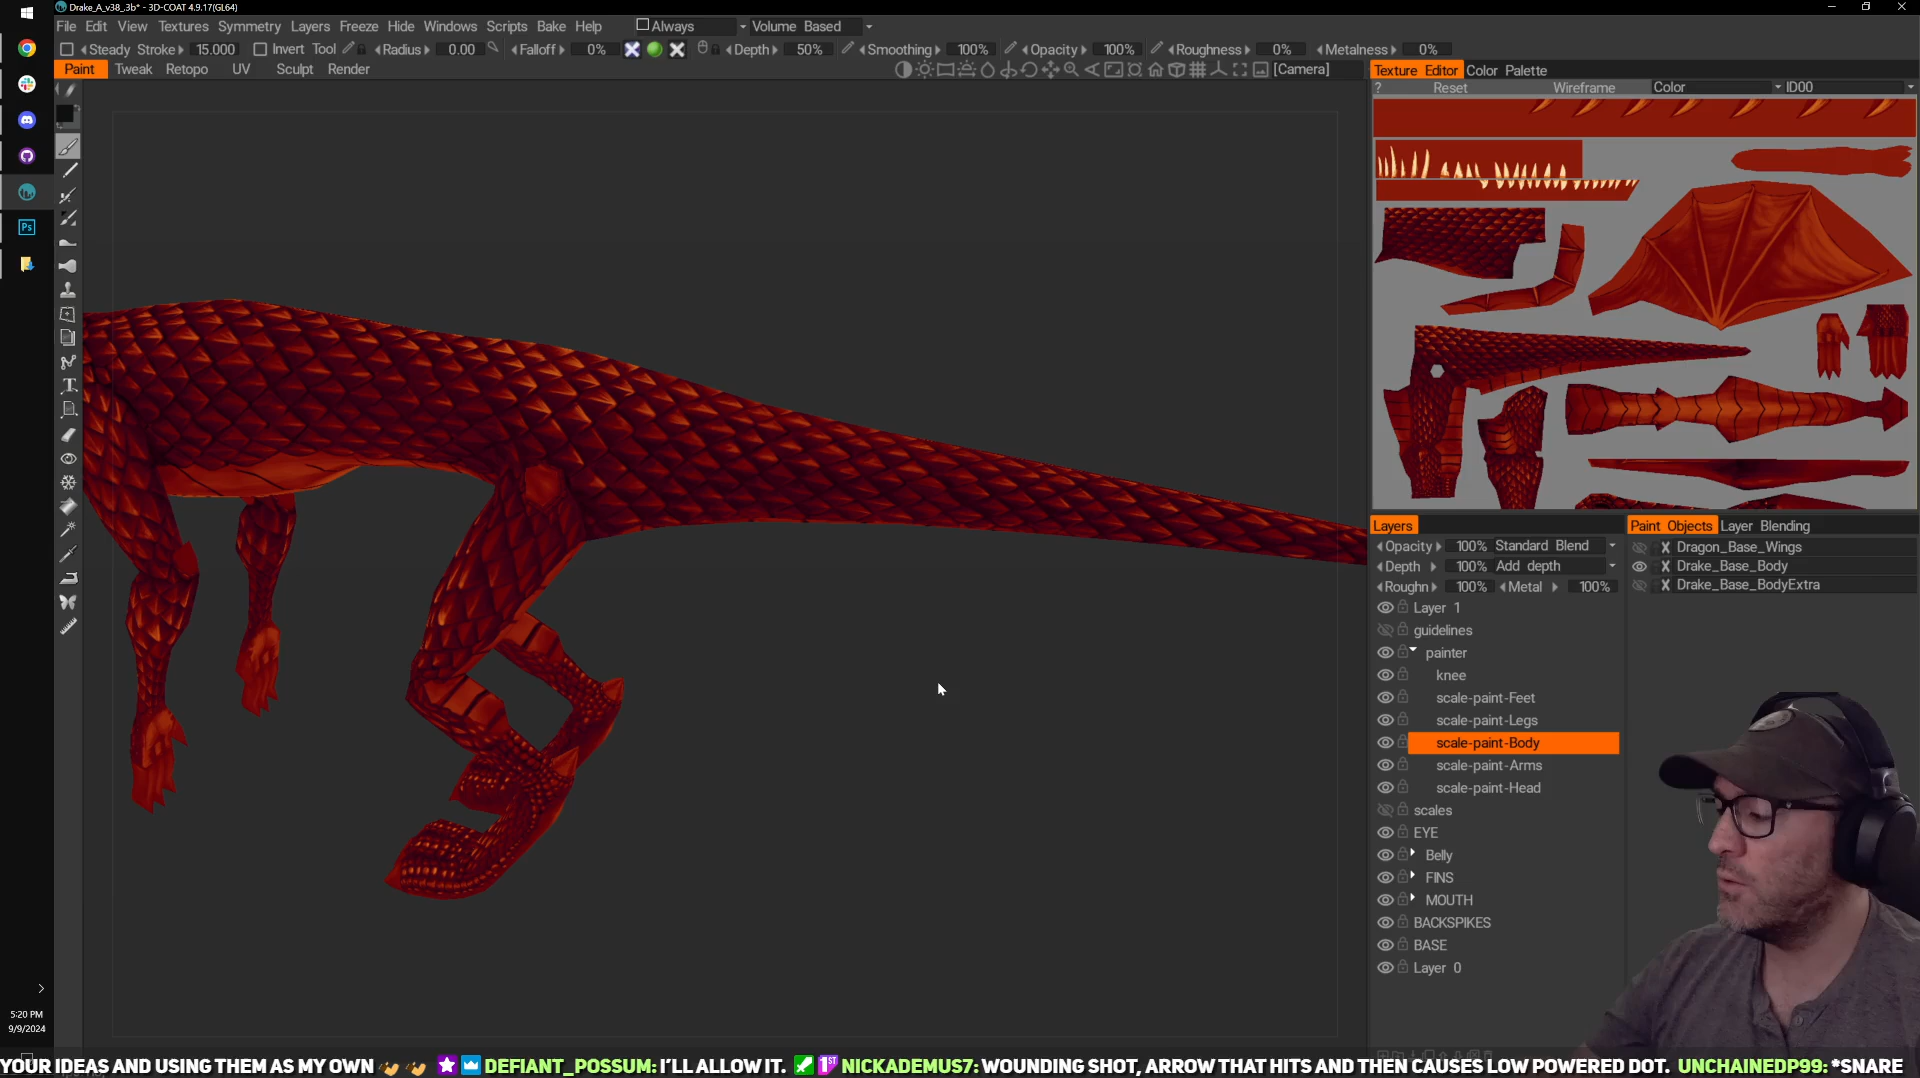 Drake_A_v38_.3b* - 3D-COAT 4.9.17(GL64)
File Edit View Textures Symmetry Layers Freeze Hide Windows Scripts Bake Help Always Volume Based
Steady Stroke 15.000 Invert Tool Radius 0.00 Falloff 0% Depth 50% Smoothing 100% Opacity 100% Roughness 0% Metalness 0%
Paint Tweak Retopo UV Sculpt Render [Camera]
Texture Editor Color Palette
? Reset Wireframe Color ID00
Layers
Opacity 100% Standard Blend
Depth 100% Add depth
Roughn 100% Metal 100%
Layer 1
guidelines
painter
knee
scale-paint-Feet
scale-paint-Legs
scale-paint-Body
scale-paint-Arms
scale-paint-Head
scales
EYE
Belly
FINS
MOUTH
BACKSPIKES
BASE
Layer 0
Paint Objects Layer Blending
Dragon_Base_Wings
Drake_Base_Body
Drake_Base_BodyExtra
Ps
5:20 PM
9/9/2024
YOUR IDEAS AND USING THEM AS MY OWN DEFIANT_POSSUM: I'LL ALLOW IT. 1ST NICKADEMUS7: WOUNDING SHOT, ARROW THAT HITS AND THEN CAUSES LOW POWERED DOT. UNCHAINEDP99: *SNARE